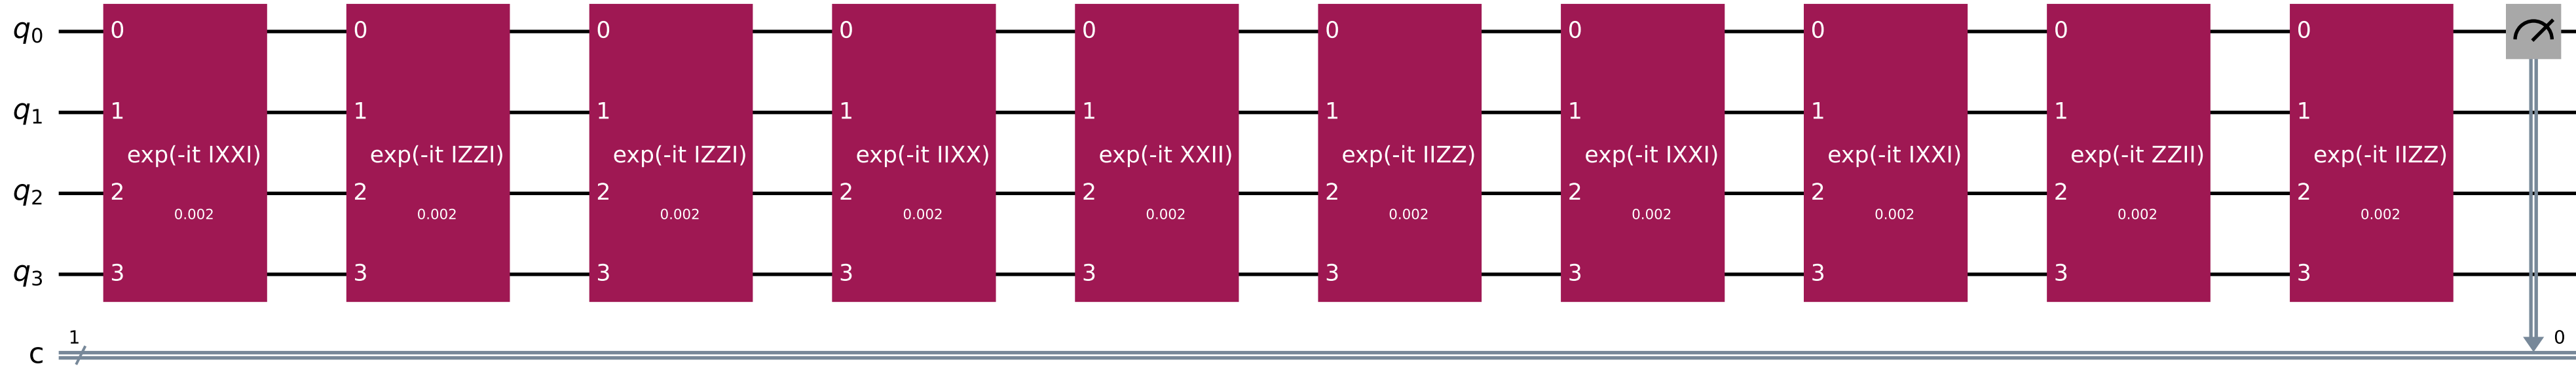 q0 0 0 0 0 0 0 0 0 0 0
q1 1 1 1 1 1 1 1 1 1 1
exp(-it IXXI) exp(-it IZZI) exp(-it IZZI) exp(-it IIXX) exp(-it XXII) exp(-it IIZZ) exp(-it IXXI) exp(-it IXXI) exp(-it ZZII) exp(-it IIZZ)
q2 2 2 2 2 2 2 2 2 2 2
0.002 0.002 0.002 0.002 0.002 0.002 0.002 0.002 0.002 0.002
q3 3 3 3 3 3 3 3 3 3 3
1 0
c